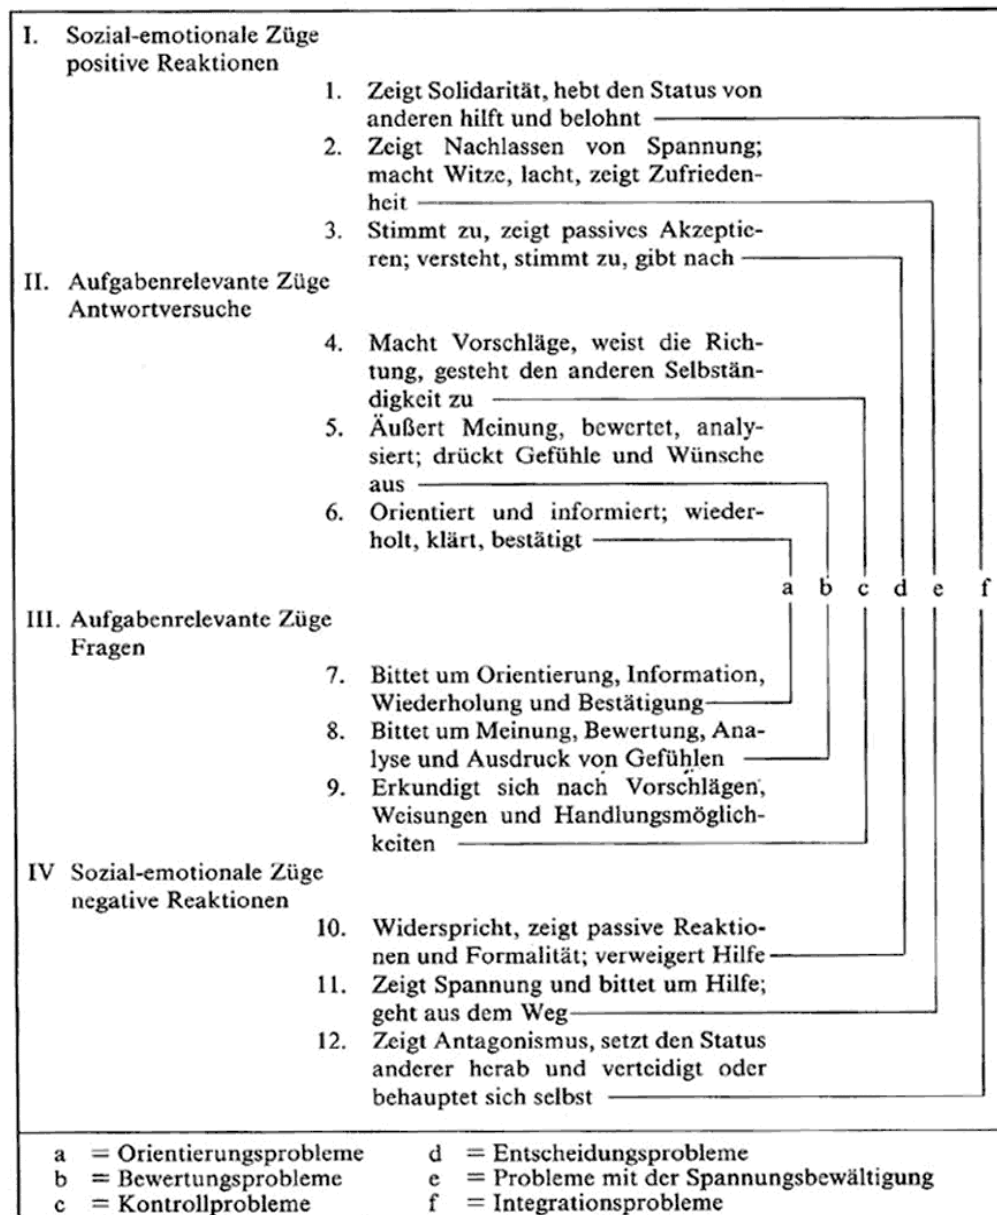 I. Sozial-emotionale Züge
positive Reaktionen
1. Zeigt Solidarität, hebt den Status von
anderen hilft und belohnt
2. Zeigt Nachlassen von Spannung;
macht Witze, lacht, zeigt Zufrieden-
heit
3. Stimmt zu, zeigt passives Akzeptie-
ren; versteht, stimmt zu, gibt nach
II. Aufgabenrelevante Züge
Antwortversuche
4. Macht Vorschläge, weist die Rich-
tung, gesteht den anderen Selbstän-
digkeit zu
5. Äußert Meinung, bewertet, analy-
siert; drückt Gefühle und Wünsche
aus
6. Orientiert und informiert; wieder-
holt, klärt, bestätigt
a b c d e f
III. Aufgabenrelevante Züge
Fragen
7. Bittet um Orientierung, Information,
Wiederholung und Bestätigung
8. Bittet um Meinung, Bewertung, Ana-
lyse und Ausdruck von Gefühlen
9. Erkundigt sich nach Vorschlägen,
Weisungen und Handlungsmöglich-
keiten
IV Sozial-emotionale Züge
negative Reaktionen
10. Widerspricht, zeigt passive Reaktio-
nen und Formalität; verweigert Hilfe
11. Zeigt Spannung und bittet um Hilfe;
geht aus dem Weg
12. Zeigt Antagonismus, setzt den Status
anderer herab und verteidigt oder
behauptet sich selbst
a = Orientierungsprobleme d = Entscheidungsprobleme
b = Bewertungsprobleme e = Probleme mit der Spannungsbewältigung
c = Kontrollprobleme f = Integrationsprobleme